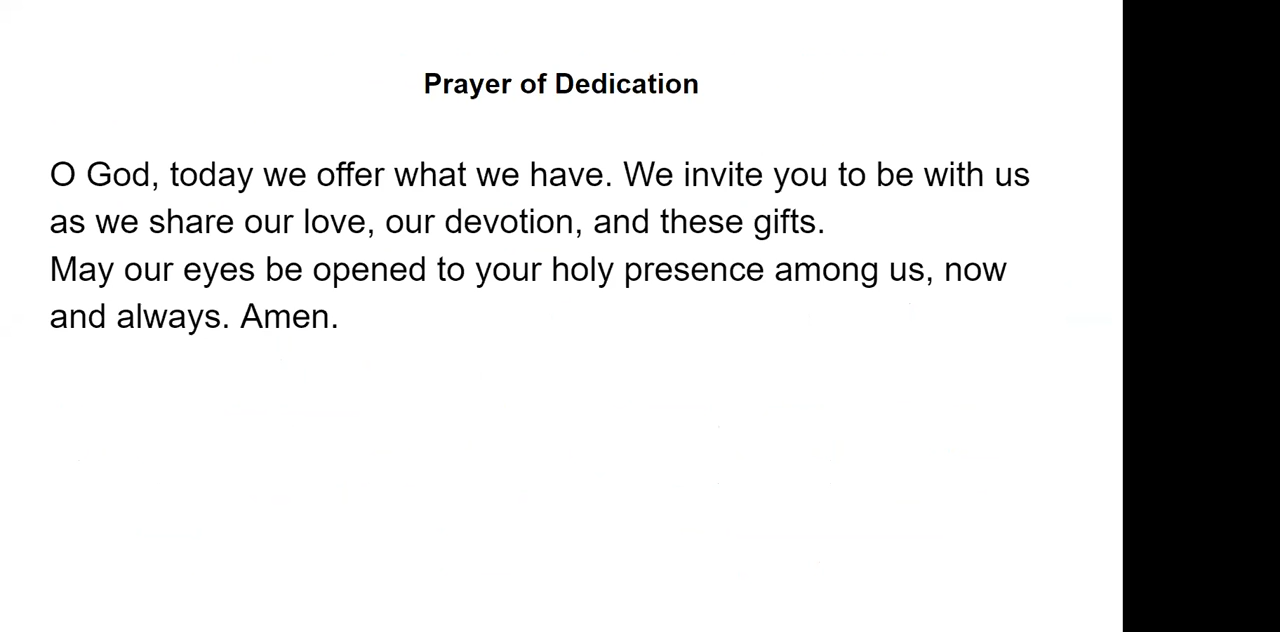 Prayer of Dedication
O God, today we offer what we have. We invite you to be with us
as we share our love, our devotion, and these gifts.
May our eyes be opened to your holy presence among us, now
and always. Amen.